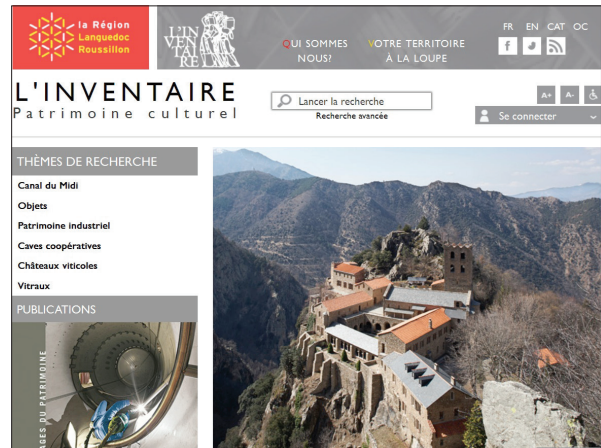 la Région
Languedoc
Roussillon
L'IN
VEN
TAI
RE
QUI SOMMES
NOUS?
VOTRE TERRITOIRE
À LA LOUPE
FR EN CAT OC
f
L'INVENTAIRE
Patrimoine culturel
Lancer la recherche
Recherche avancée
A+ A-
Se connecter
THÈMES DE RECHERCHE
Canal du Midi
Objets
Patrimoine industriel
Caves coopératives
Châteaux viticoles
Vitraux
PUBLICATIONS
AGES DU PATRIMOINE